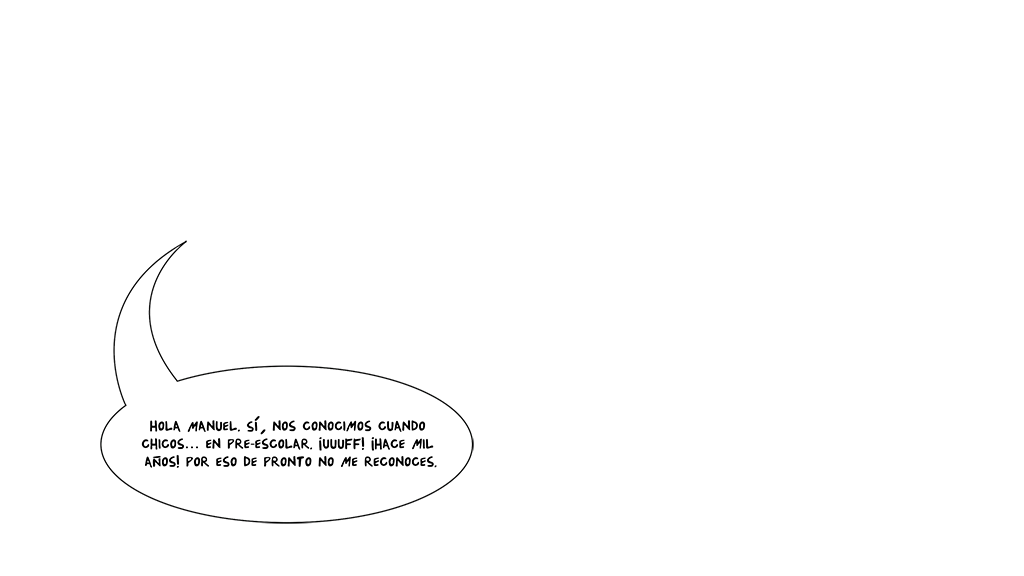 HOLA MANUEL. SÍ, NOS CONOCIMOS CUANDO
CHICOS... EN PRE-ESCOLAR. ¡UUUFF! ¡HACE MIL
AÑOS! POR ESO DE PRONTO NO ME RECONOCES.